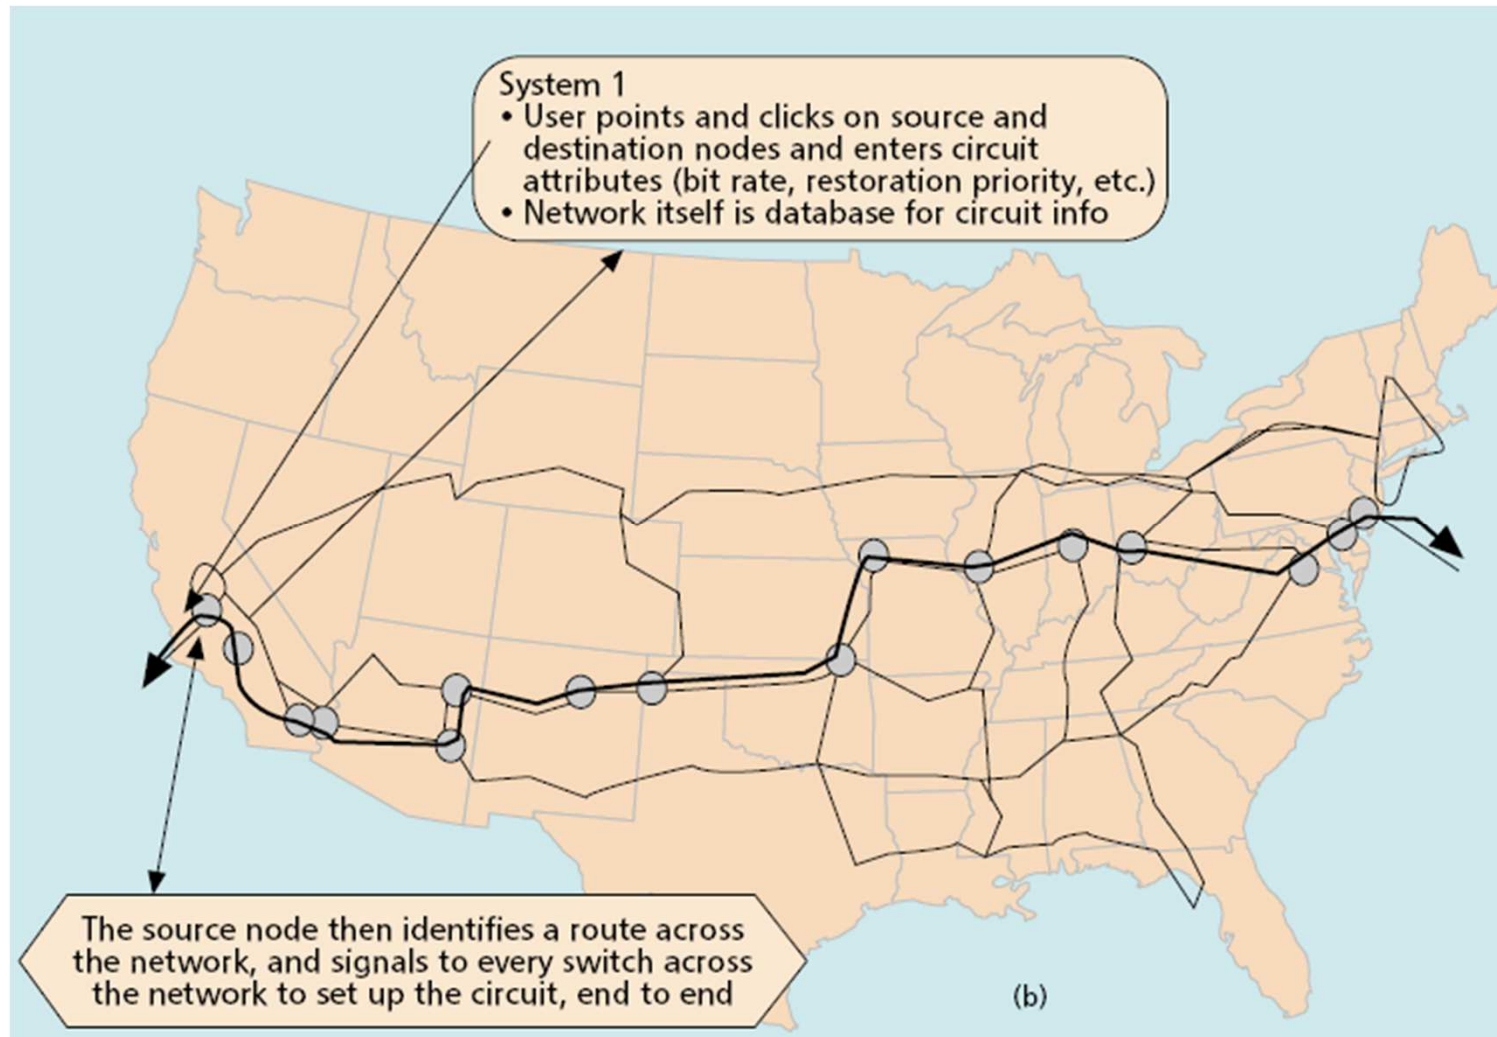 System 1
• User points and clicks on source and
destination nodes and enters circuit
attributes (bit rate, restoration priority, etc.)
• Network itself is database for circuit info
The source node then identifies a route across
the network, and signals to every switch across
the network to set up the circuit, end to end
(b)